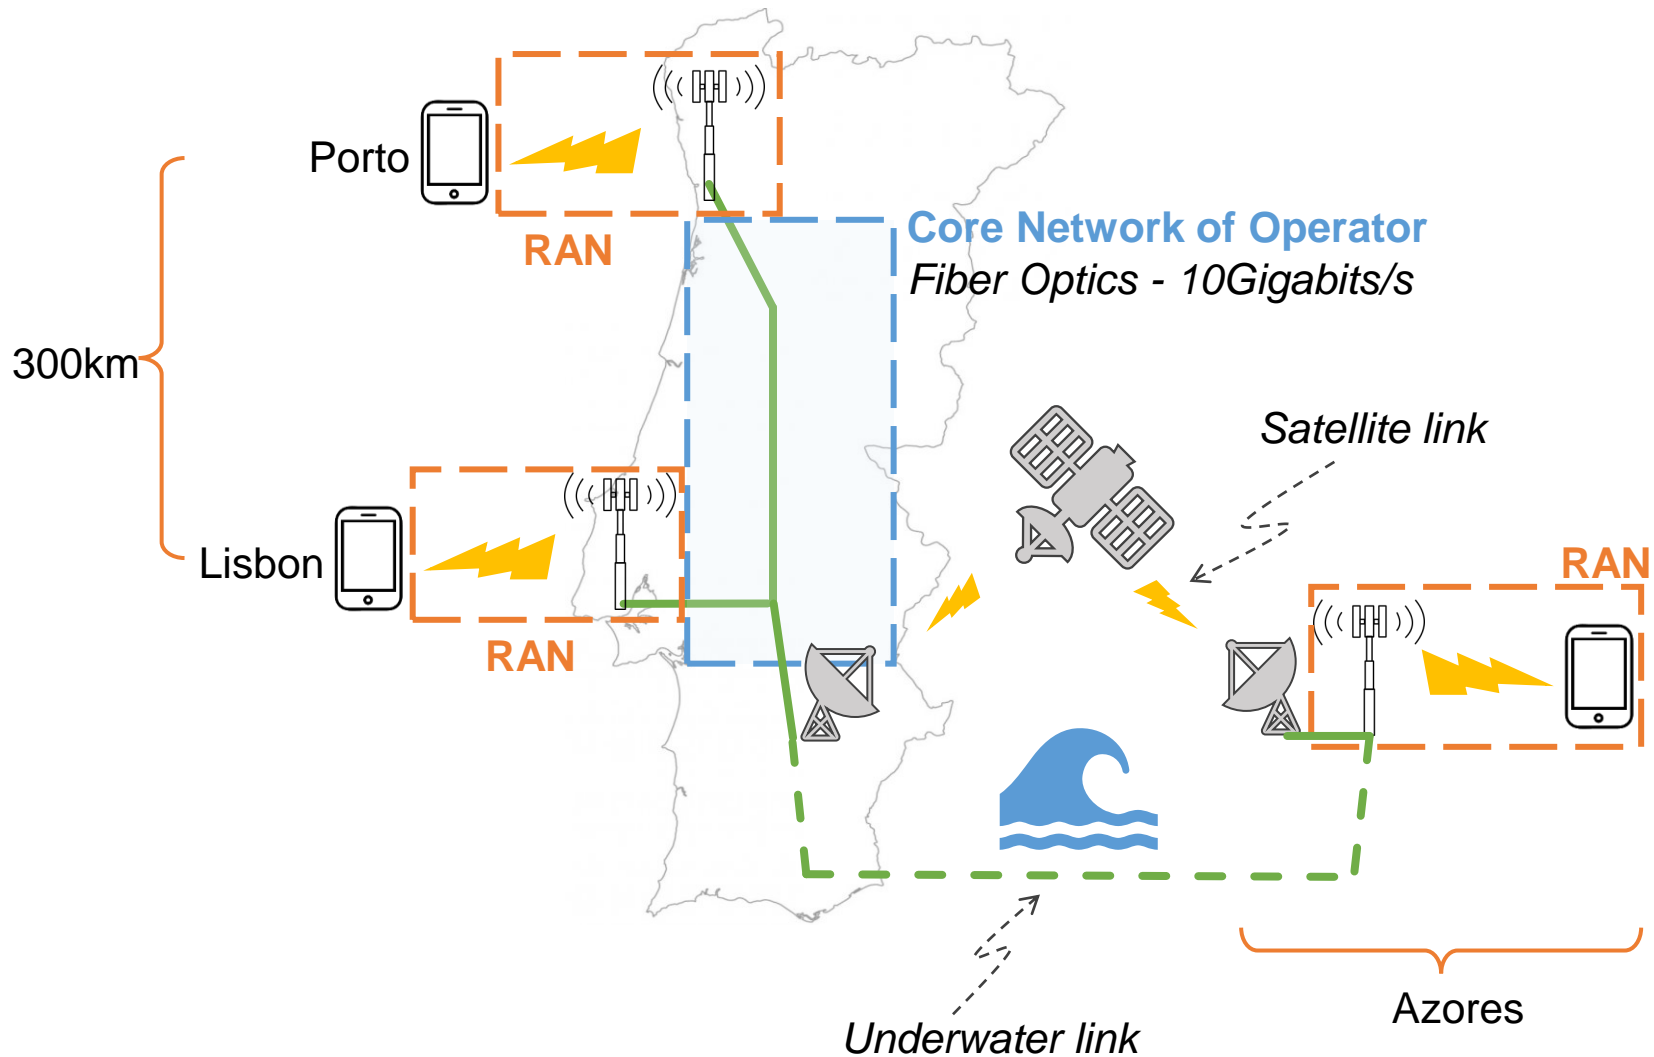 Porto
RAN
Core Network of Operator
Fiber Optics - 10Gigabits/s
300km
Satellite link
Lisbon
RAN
RAN
Azores
Underwater link